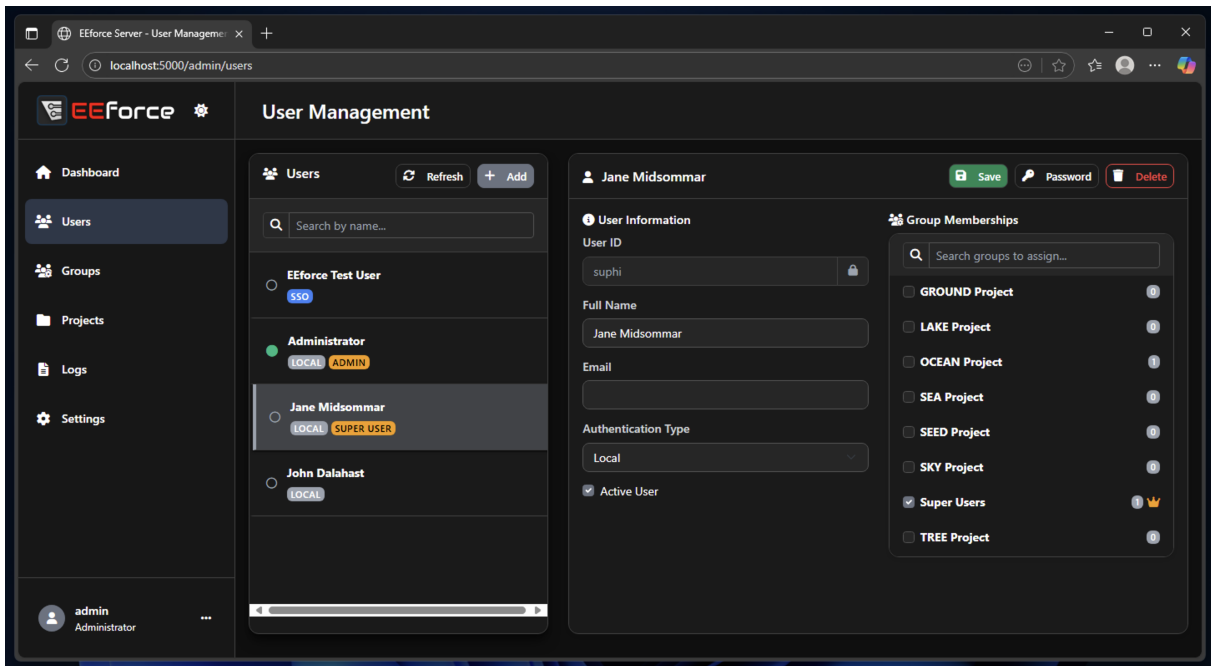 EEforce Server - User Managemer
localhost:5000/admin/users
EEForce
User Management
Dashboard
Users
Groups
Projects
Logs
Settings
admin
Administrator
Users
Refresh
Add
Search by name...
EEforce Test User
SSO
Administrator
LOCAL ADMIN
Jane Midsommar
LOCAL SUPER USER
John Dalahast
LOCAL
Jane Midsommar
Save
Password
Delete
User Information
User ID
suphi
Full Name
Jane Midsommar
Email
Authentication Type
Local
Active User
Group Memberships
Search groups to assign...
GROUND Project 0
LAKE Project 0
OCEAN Project 1
SEA Project 0
SEED Project 0
SKY Project 0
Super Users 1
TREE Project 0